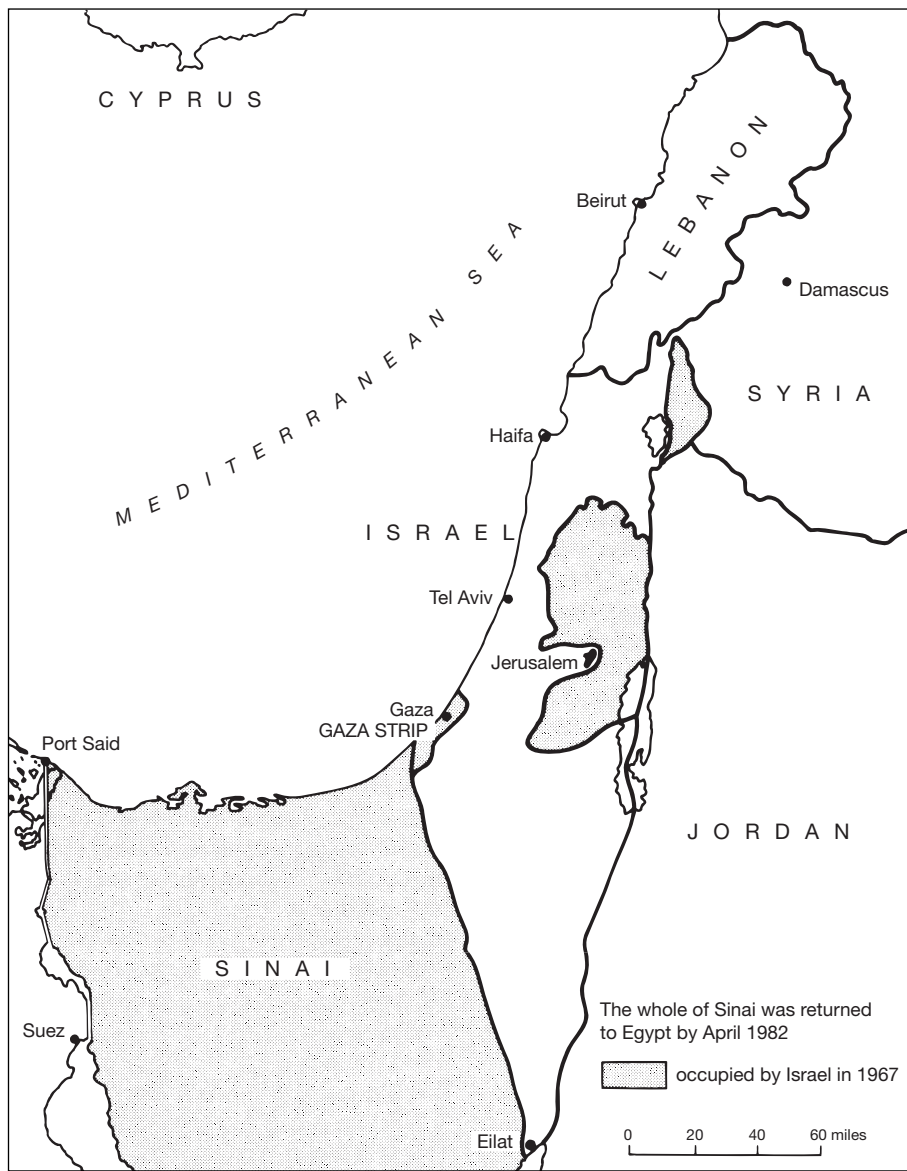 CYPRUS
LEBANON
Beirut
Damascus
MEDITERRANEAN SEA
SYRIA
Haifa
ISRAEL
Tel Aviv
Jerusalem
Gaza
GAZA STRIP
Port Said
JORDAN
SINAI
The whole of Sinai was returned
to Egypt by April 1982
Suez
occupied by Israel in 1967
Eilat
0 20 40 60 miles